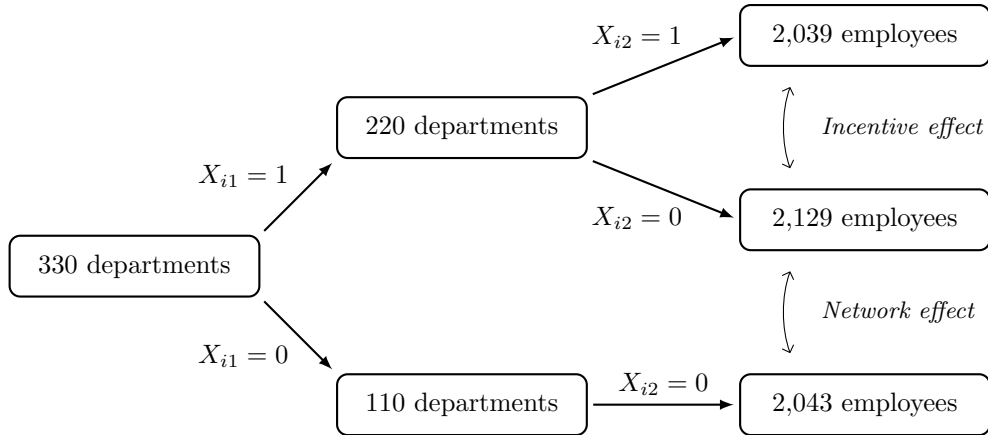 330 departments
X_{i1} = 1
X_{i1} = 0
220 departments
110 departments
X_{i2} = 1
X_{i2} = 0
X_{i2} = 0
2,039 employees
Incentive effect
2,129 employees
Network effect
2,043 employees